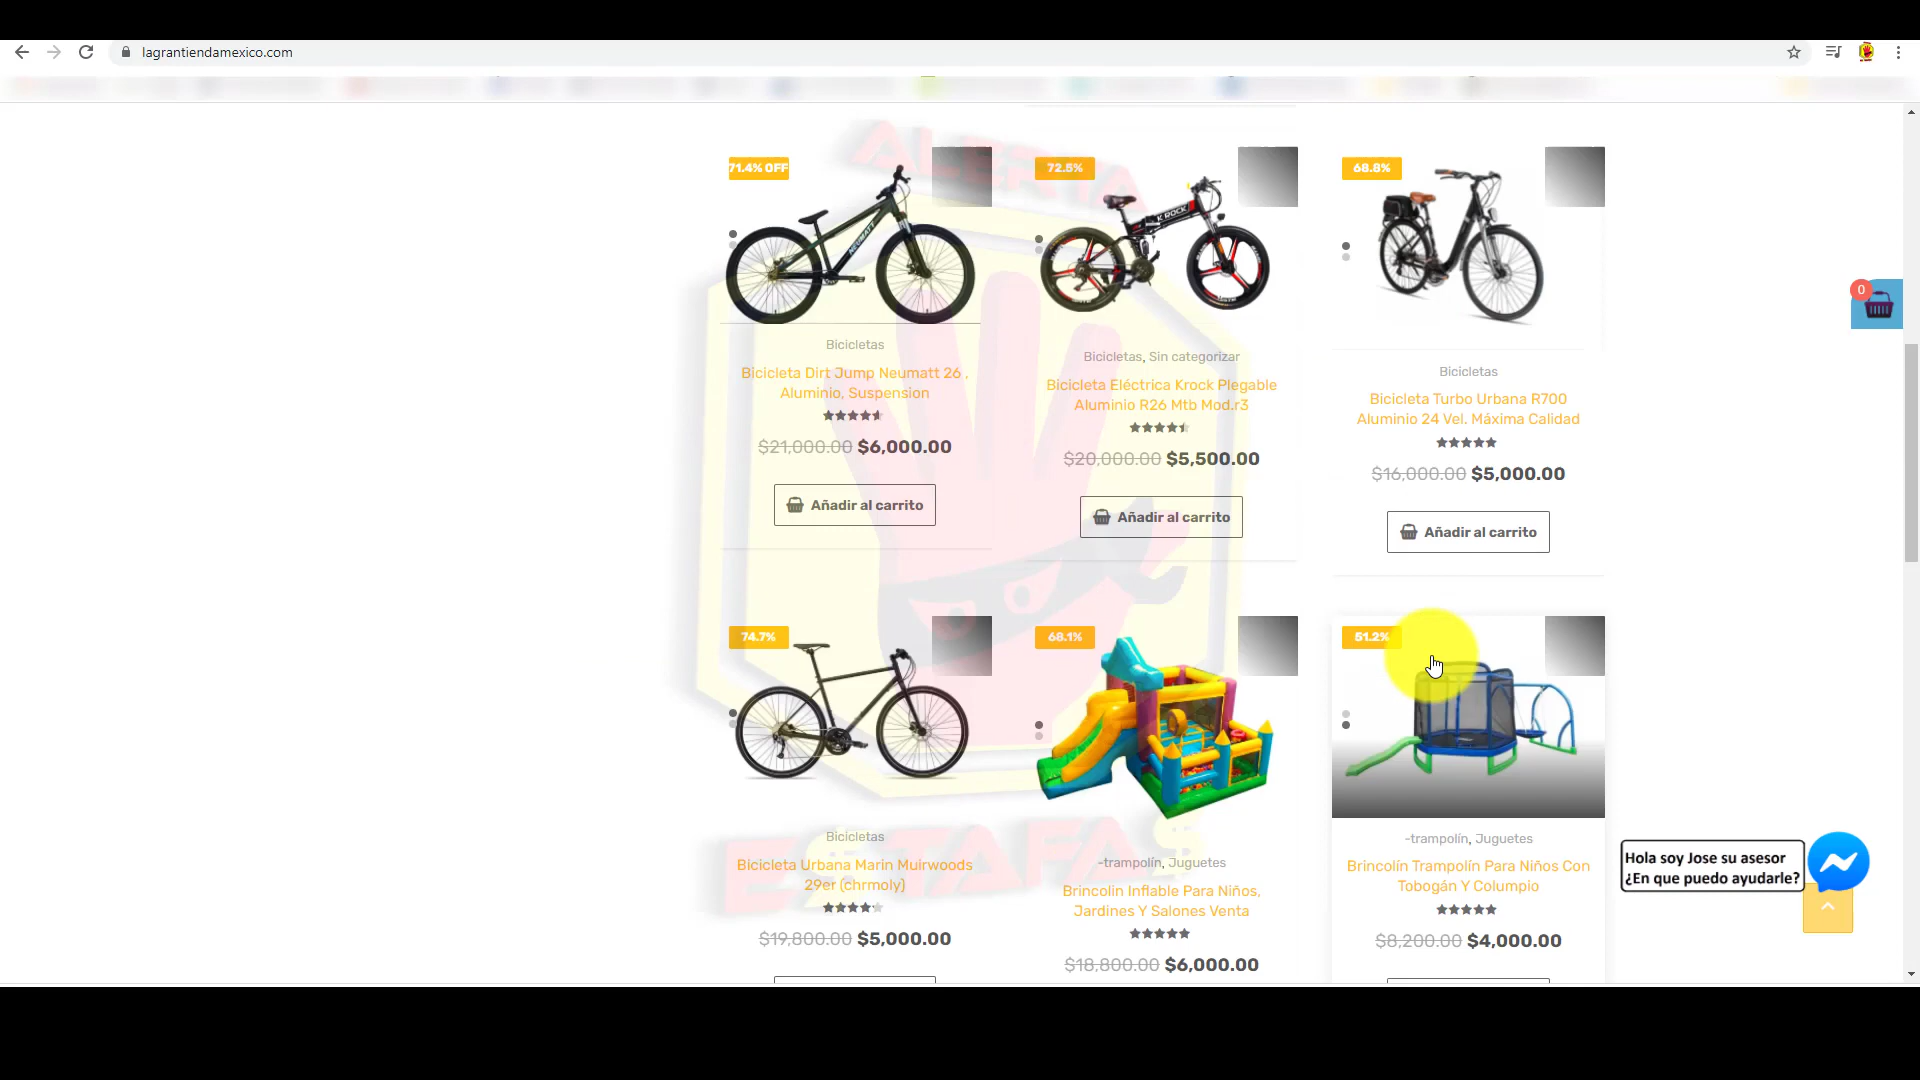 lagrantiendamexico.com
ALERTA
71.4% OFF
72.5%
68.8%
NEUMATT
K ROCK
0
Bicicletas
Bicicleta Dirt Jump Neumatt 26 ,
Aluminio, Suspension
$21,000.00 $6,000.00
Añadir al carrito
Bicicletas, Sin categorizar
Bicicleta Eléctrica Krock Plegable
Aluminio R26 Mtb Mod.r3
$20,000.00 $5,500.00
Añadir al carrito
Bicicletas
Bicicleta Turbo Urbana R700
Aluminio 24 Vel. Máxima Calidad
$16,000.00 $5,000.00
Añadir al carrito
74.7%
68.1%
51.2%
Bicicletas
Bicicleta Urbana Marin Muirwoods
29er (chrmoly)
$19,800.00 $5,000.00
-trampolín, Juguetes
Brincolin Inflable Para Niños,
Jardines Y Salones Venta
$18,800.00 $6,000.00
-trampolín, Juguetes
Brincolín Trampolín Para Niños Con
Tobogán Y Columpio
$8,200.00 $4,000.00
E$TAFA$
Hola soy Jose su asesor
¿En que puedo ayudarle?